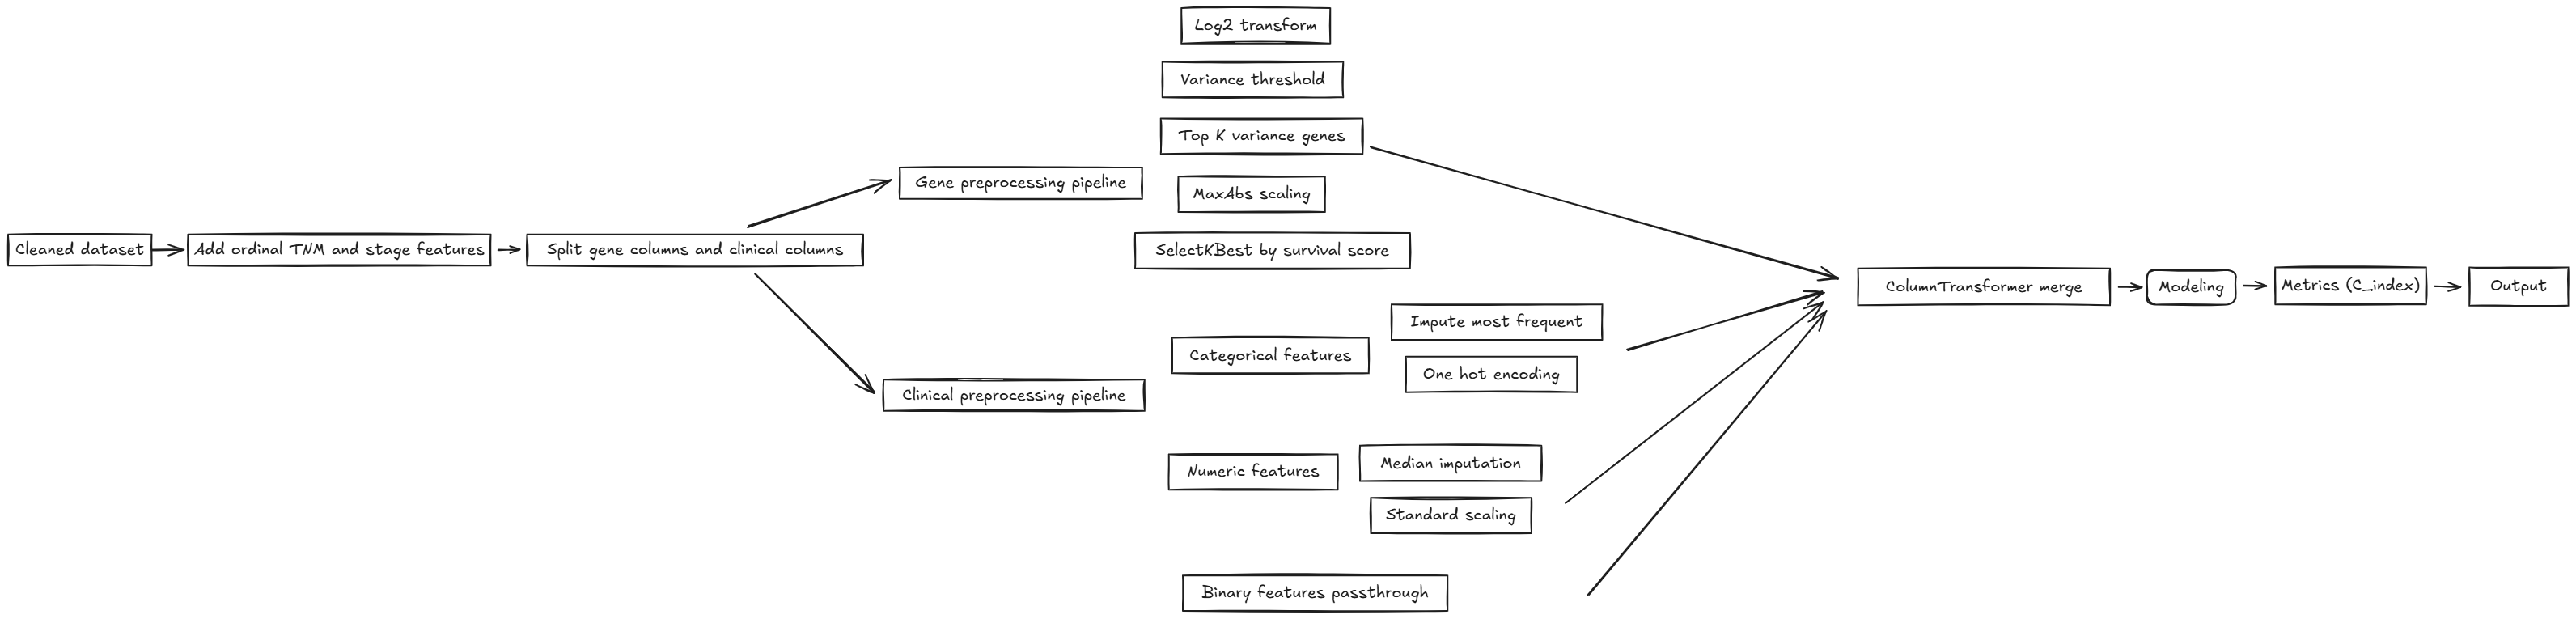 Cleaned dataset
Add ordinal TNM and stage features
Split gene columns and clinical columns
Gene preprocessing pipeline
Log2 transform
Variance threshold
Top K variance genes
MaxAbs scaling
SelectKBest by survival score
Clinical preprocessing pipeline
Categorical features
Impute most frequent
One hot encoding
Numeric features
Median imputation
Standard scaling
Binary features passthrough
ColumnTransformer merge
Modeling
Metrics (C_index)
Output